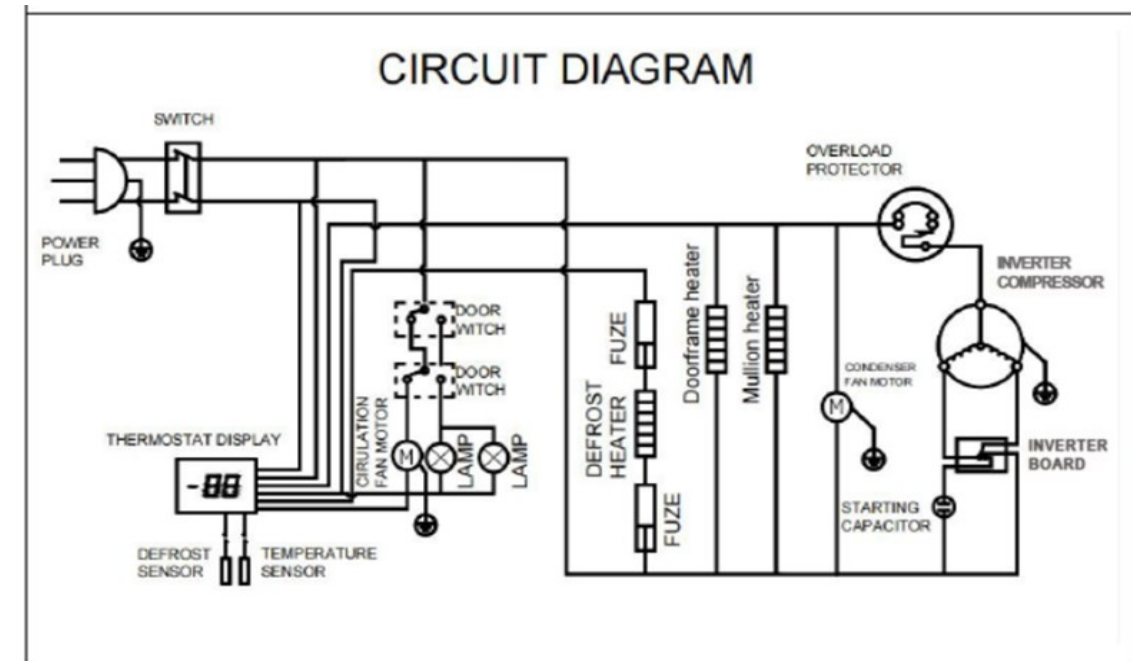 CIRCUIT DIAGRAM
SWITCH
POWER
PLUG
OVERLOAD
PROTECTOR
INVERTER
COMPRESSOR
DOOR
WITCH
DOOR
WITCH
FUZE
Doorframe heater
Mullion heater
CONDENSER
FAN MOTOR
M
DEFROST
HEATER
THERMOSTAT DISPLAY
-88
CIRULATION
FAN MOTOR
M
LAMP
LAMP
FUZE
INVERTER
BOARD
STARTING
CAPACITOR
DEFROST
SENSOR
TEMPERATURE
SENSOR